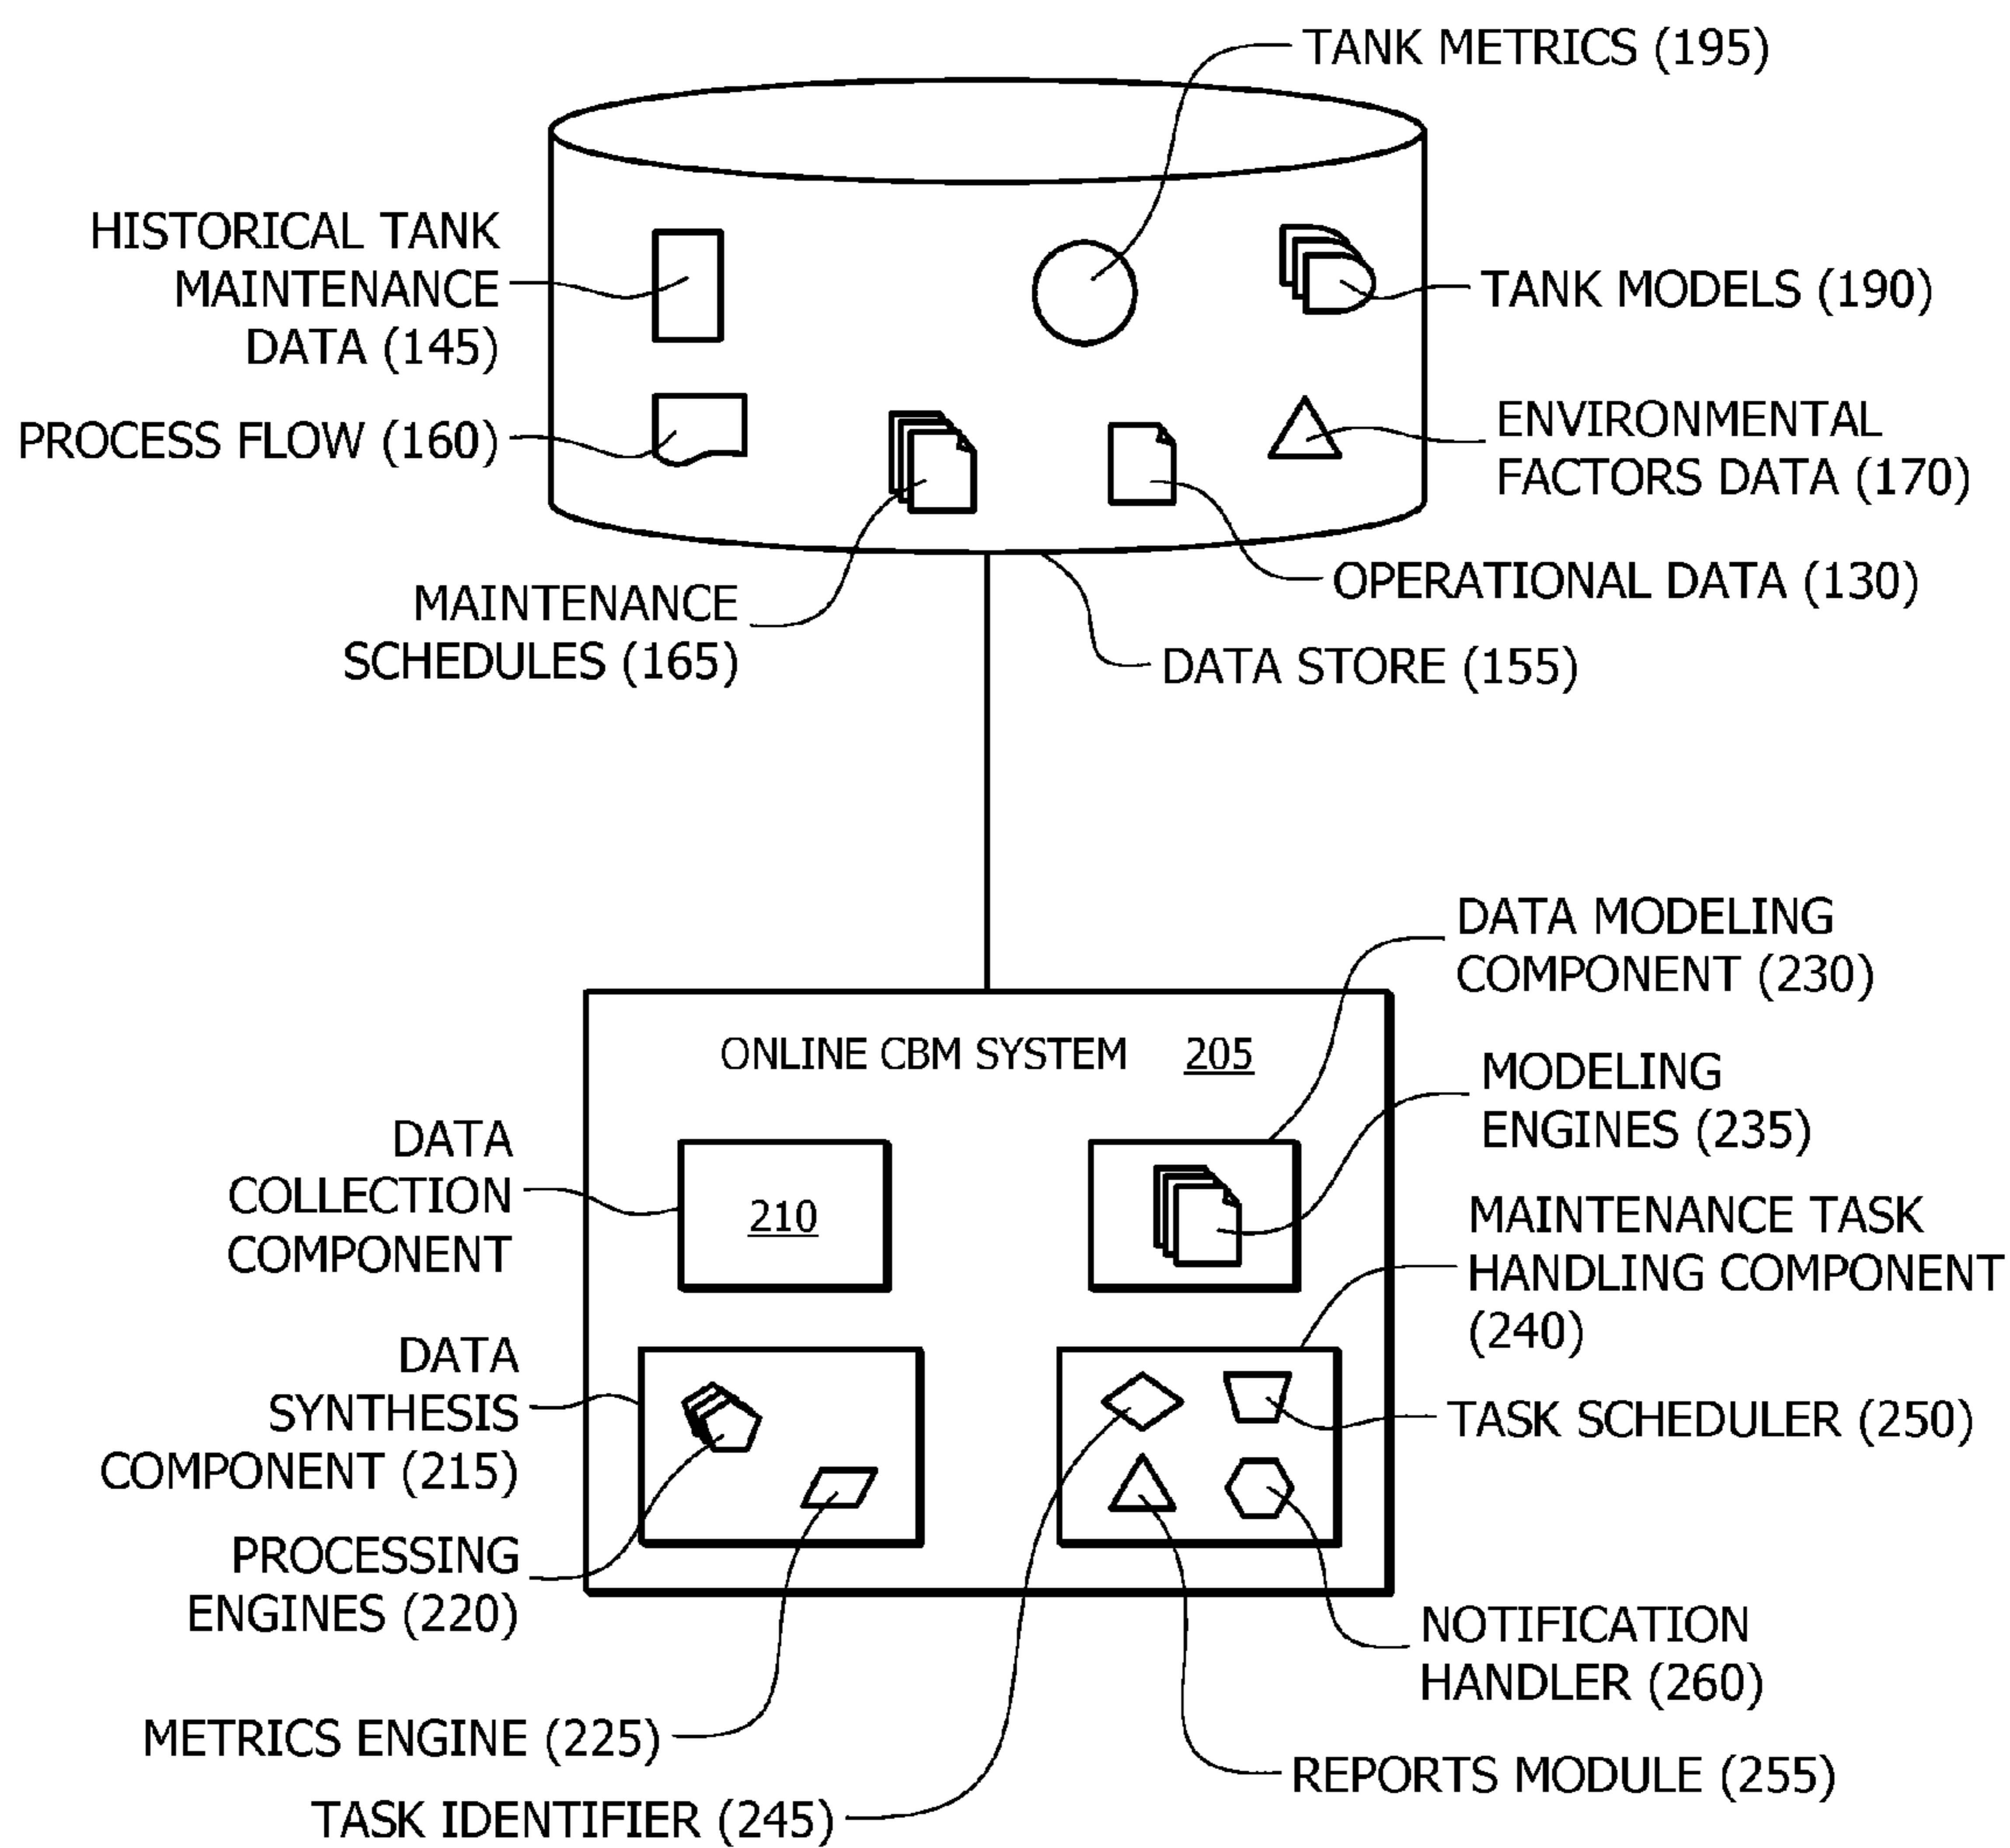 TANK METRICS (195)
HISTORICAL TANK
MAINTENANCE
DATA (145)
TANK MODELS (190)
PROCESS FLOW (160)
ENVIRONMENTAL
FACTORS DATA (170)
OPERATIONAL DATA (130)
MAINTENANCE
SCHEDULES (165)
DATA STORE (155)
DATA MODELING
COMPONENT (230)
ONLINE CBM SYSTEM 205
MODELING
ENGINES (235)
DATA
COLLECTION
COMPONENT
210
MAINTENANCE TASK
HANDLING COMPONENT
(240)
DATA
SYNTHESIS
COMPONENT (215)
TASK SCHEDULER (250)
PROCESSING
ENGINES (220)
NOTIFICATION
HANDLER (260)
METRICS ENGINE (225)
REPORTS MODULE (255)
TASK IDENTIFIER (245)